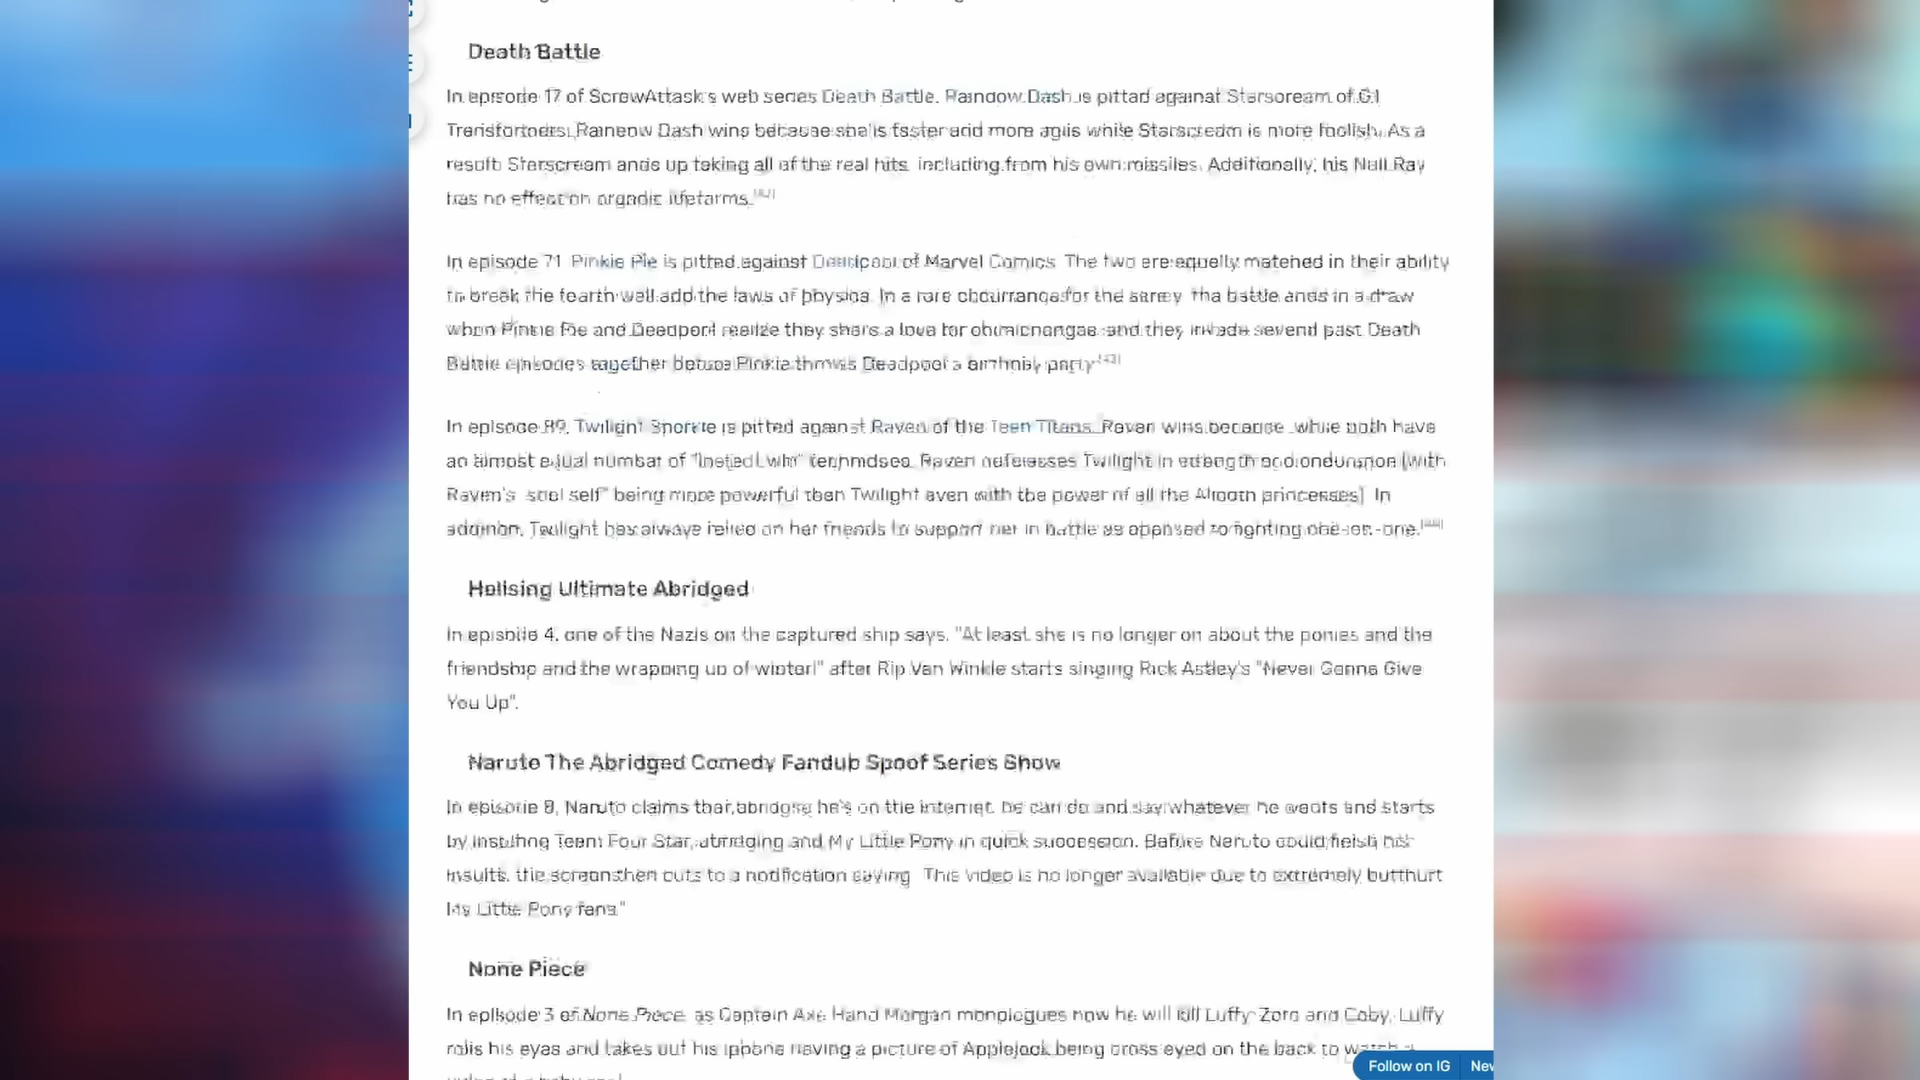 Death Battle
In episode 17 of ScrewAttack's web series Death Battle, Rainbow Dash is pitted against Starscream of G1
Transformers. Rainbow Dash wins because she is faster and more agile while Starscream is more foolish. As a
result Starscream ends up taking all of the real hits, including from his own missiles. Additionally, his Null Ray
has no effect on organic lifeforms.
In episode 71 Pinkie Pie is pitted against Deadpool of Marvel Comics. The two are equally matched in their ability
to break the fourth wall and the laws of physics. In a rare occurrence for the series, the battle ends in a draw
when Pinkie Pie and Deadpool realize they share a love for chimichangas and they invade several past Death
Battle episodes together before Pinkie throws Deadpool a birthday party.[43]
In episode 89, Twilight Sparkle is pitted against Raven of the Teen Titans. Raven wins because, while both have
an almost equal number of techniques, Raven Twilight in strength and (with
Raven's "soul self" being more powerful than Twilight even with the power of all the Alicorn princesses). In
addition, Twilight has always relied on her friends to support her in battle as opposed to fighting one-on-one.
Hellsing Ultimate Abridged
In episode 4, one of the Nazis on the captured ship says, "At least she is no longer on about the ponies and the
friendship and the wrapping up of winter!" after Rip Van Winkle starts singing Rick Astley's "Never Gonna Give
You Up".
Naruto The Abridged Comedy Fandub Spoof Series Show
In episode 8, Naruto claims that, he's on the internet, he can do and say whatever he wants and starts
by insulting Team Four Star, abridging and My Little Pony in quick succession. Before Naruto could finish his
insults, the screen then cuts to a notification saying "This video is no longer available due to extremely butthurt
My Little Pony fans."
None Piece
In episode 3 of None Piece, as Captain Axe Hand Morgan monologues how he will kill Luffy, Zoro and Coby, Luffy
rolls his eyes and takes out his iphone having a picture of Applejack being cross eyed on the back to watch a
Follow on IG